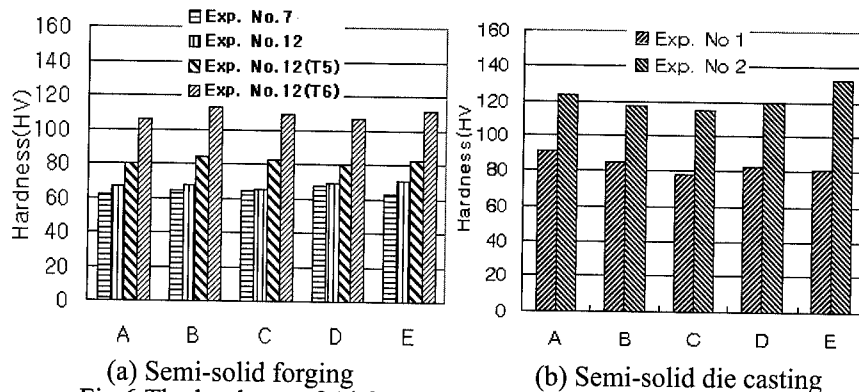 160
140
120
100
80
60
40
20
0
Hardness(HV)
Exp. No.7
Exp. No.12
Exp. No.12(T5)
Exp. No.12(T6)
A B C D E
(a) Semi-solid forging
160
140
120
100
80
60
40
20
0
Hardness(HV
Exp. No 1
Exp. No 2
A B C D E
(b) Semi-solid die casting